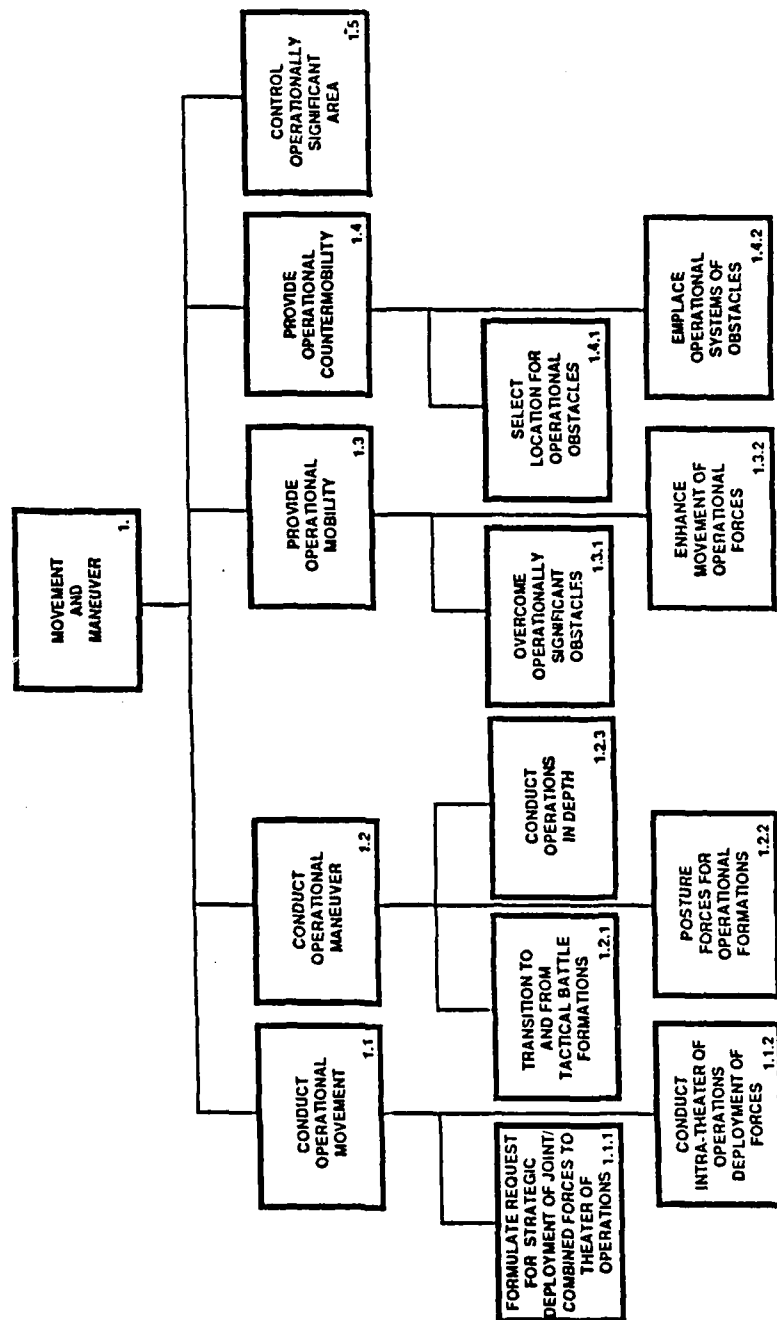 MOVEMENT
AND
MANEUVER
1.
CONDUCT
OPERATIONAL
MOVEMENT
1.1
CONDUCT
OPERATIONAL
MANEUVER
1.2
PROVIDE
OPERATIONAL
MOBILITY
1.3
PROVIDE
OPERATIONAL
COUNTERMOBILITY
1.4
CONTROL
OPERATIONALLY
SIGNIFICANT
AREA
1.5
FORMULATE REQUEST
FOR STRATEGIC
DEPLOYMENT OF JOINT/
COMBINED FORCES TO
THEATER OF
OPERATIONS 1.1.1
TRANSITION TO
AND FROM
TACTICAL BATTLE
FORMATIONS
1.2.1
CONDUCT
OPERATIONS
IN DEPTH
1.2.3
OVERCOME
OPERATIONALLY
SIGNIFICANT
OBSTACLES
1.3.1
SELECT
LOCATION FOR
OPERATIONAL
OBSTACLES
1.4.1
CONDUCT
INTRA-THEATER OF
OPERATIONS
DEPLOYMENT OF
FORCES
1.1.2
POSTURE
FORCES FOR
OPERATIONAL
FORMATIONS
1.2.2
ENHANCE
MOVEMENT OF
OPERATIONAL
FORCES
1.3.2
EMPLACE
OPERATIONAL
SYSTEMS OF
OBSTACLES
1.4.2